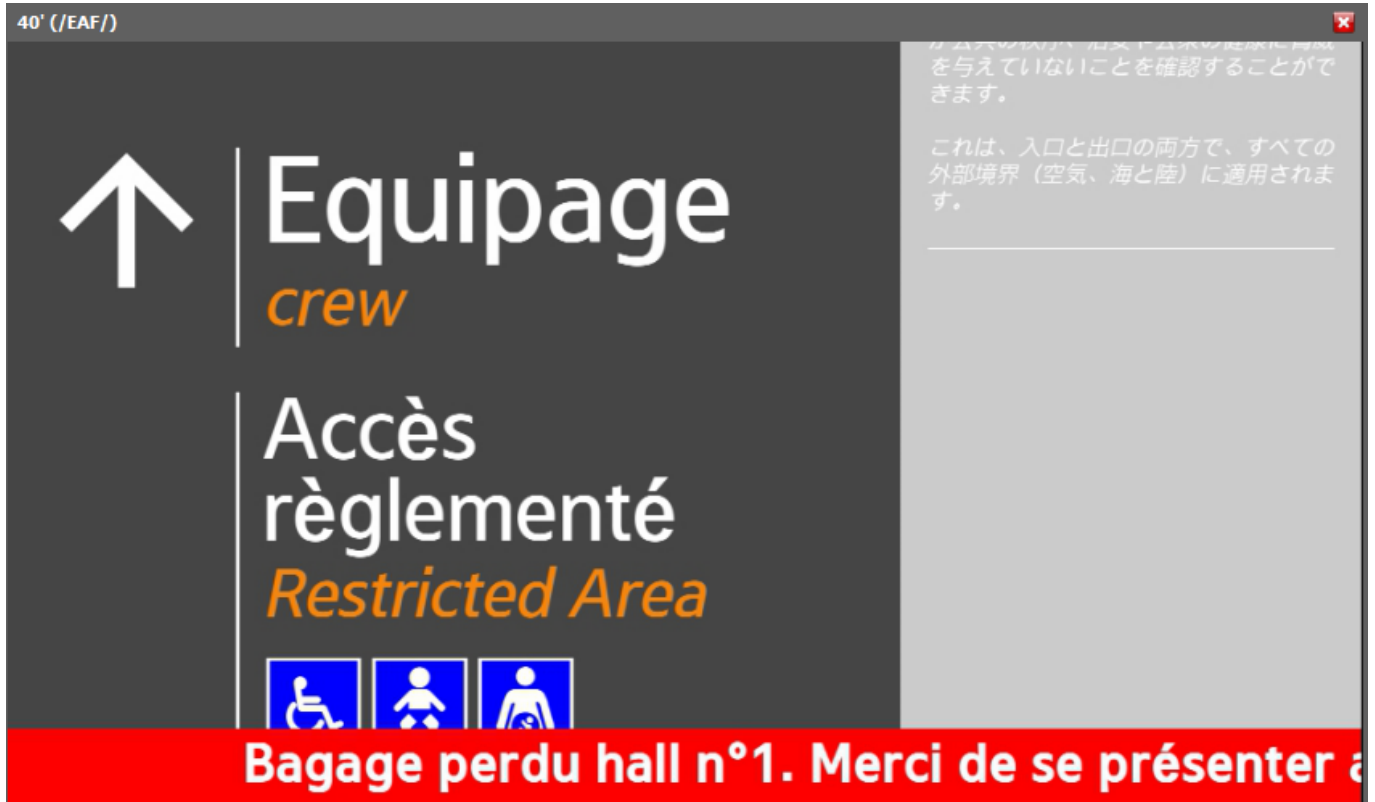 40' (/EAF/)
Equipage
crew
Accès
règlementé
Restricted Area
を与えていないことを確認することがで
きます。
これは、入口と出口の両方で、すべての
外部境界（空気、海と陸）に適用されま
す。
Bagage perdu hall n°1. Merci de se présenter